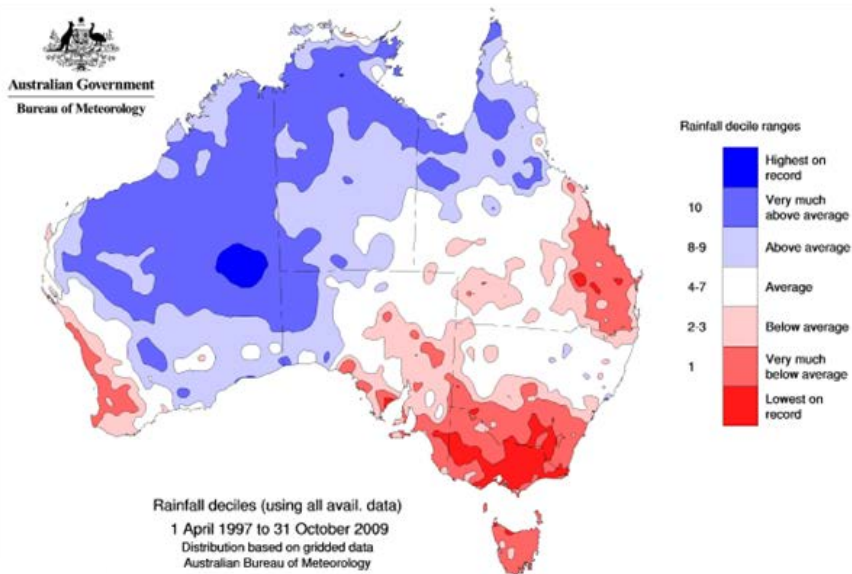 Australian Government
Bureau of Meteorology
Rainfall decile ranges
Highest on
record
10
Very much
above average
8-9
Above average
4-7
Average
2-3
Below average
1
Very much
below average
Lowest on
record
Rainfall deciles (using all avail. data)
1 April 1997 to 31 October 2009
Distribution based on gridded data
Australian Bureau of Meteorology